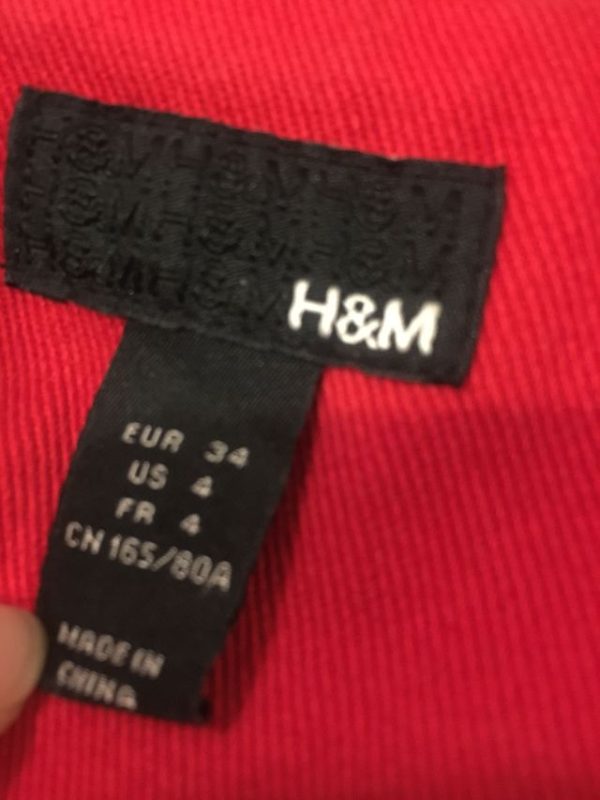 H&M
EUR 34
US 4
FR 4
CN 165/80A
MADE IN
CHINA